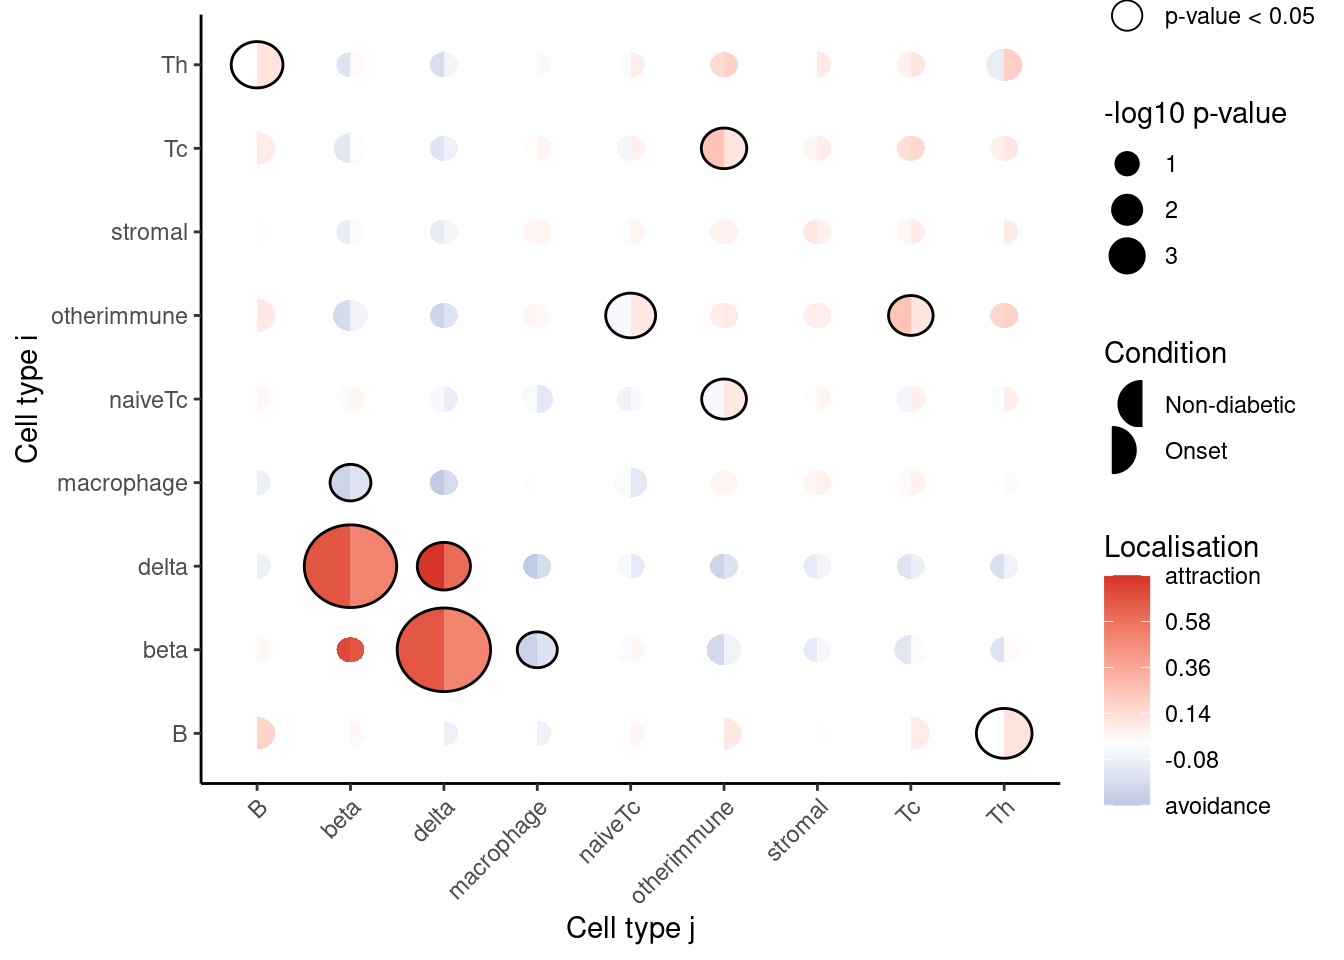 Th
Tc
stromal
otherimmune
naiveTc
macrophage
delta
beta
B
Cell type i
B
beta
delta
macrophage
naiveTc
otherimmune
stromal
Tc
Th
Cell type j
p-value < 0.05
-log10 p-value
1
2
3
Condition
Non-diabetic
Onset
Localisation
attraction
0.58
0.36
0.14
-0.08
avoidance